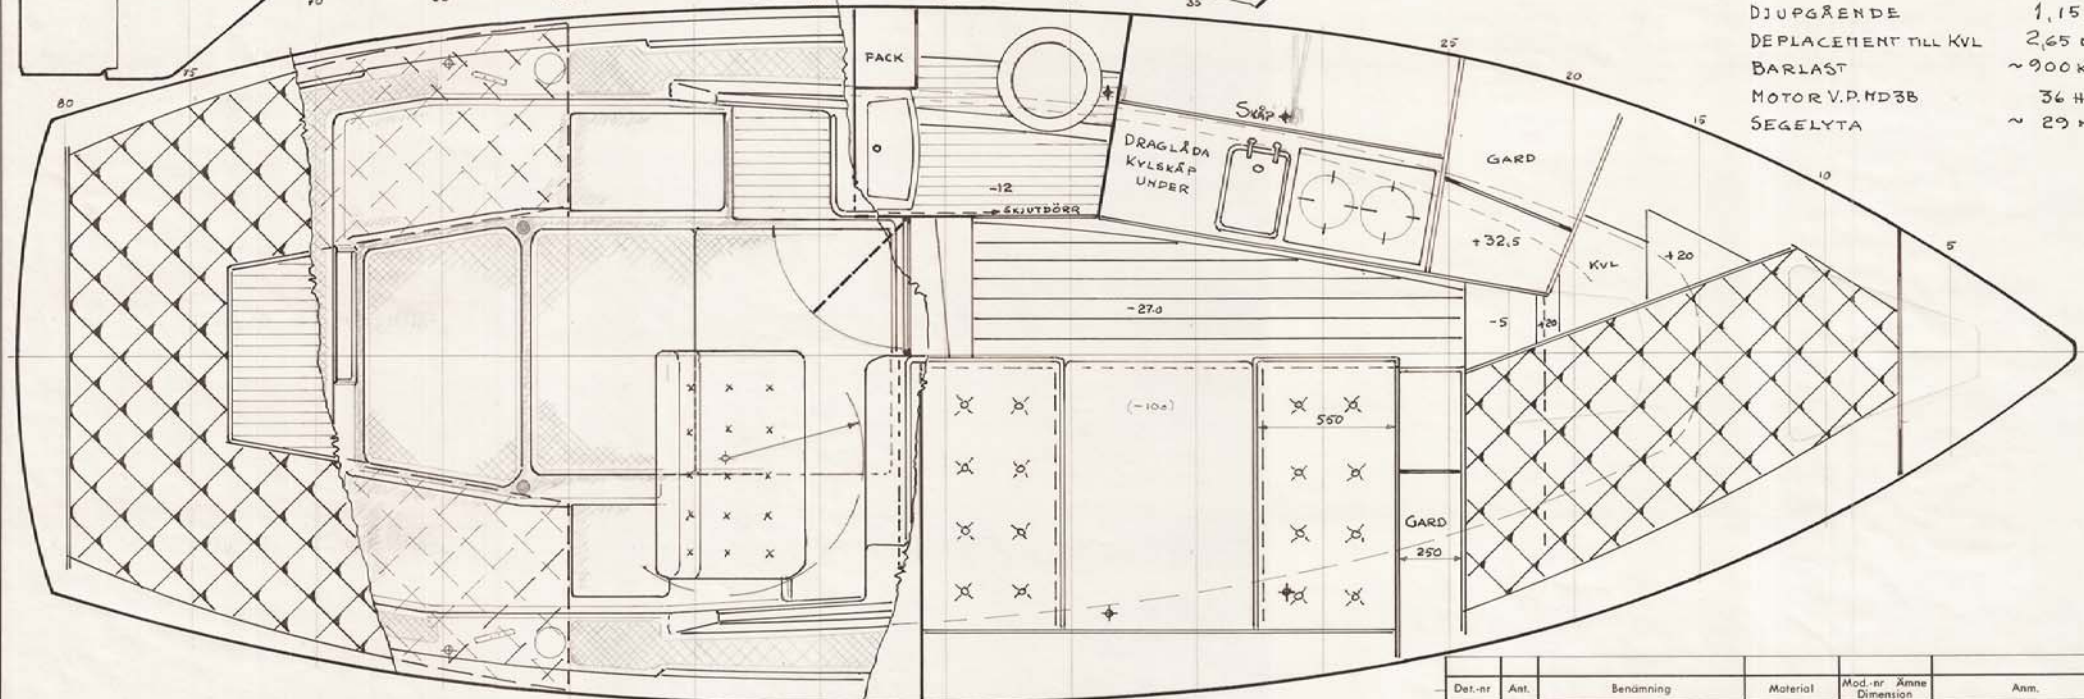 70
35
DJUPGÅENDE 1,15
DEPLACEMENT TILL KVL 2,65
BARLAST ~900 K
MOTOR V.P. MD3B 36 H
SEGELYTA ~ 29
80
75
25
20
15
10
5
FACK
Skåp
DRAGLÅDA
KYLSKÅP
UNDER
GARD
-12
SKJUTDÖRR
+32,5
KVL
+20
-27.0
-5
+20
550
GARD
250
Det.-nr Ant. Benämning Material Mod.-nr Ämne Dimension Anm.